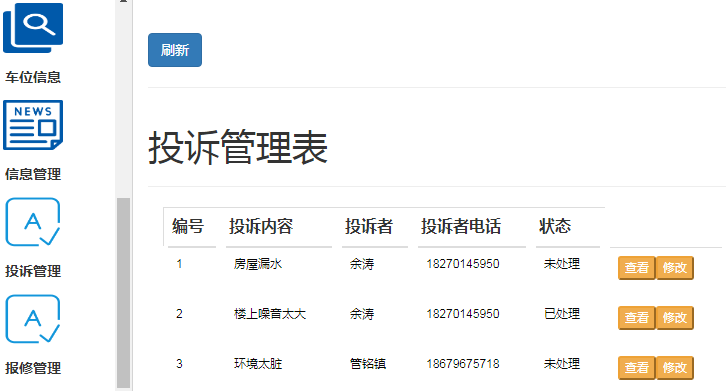 车位信息
NEWS
信息管理
A
投诉管理
A
报修管理
刷新
投诉管理表
编号 投诉内容 投诉者 投诉者电话 状态
1 房屋漏水 余涛 18270145950 未处理 查看 修改
2 楼上噪音太大 余涛 18270145950 已处理 查看 修改
3 环境太脏 管铭镇 18679675718 未处理 查看 修改